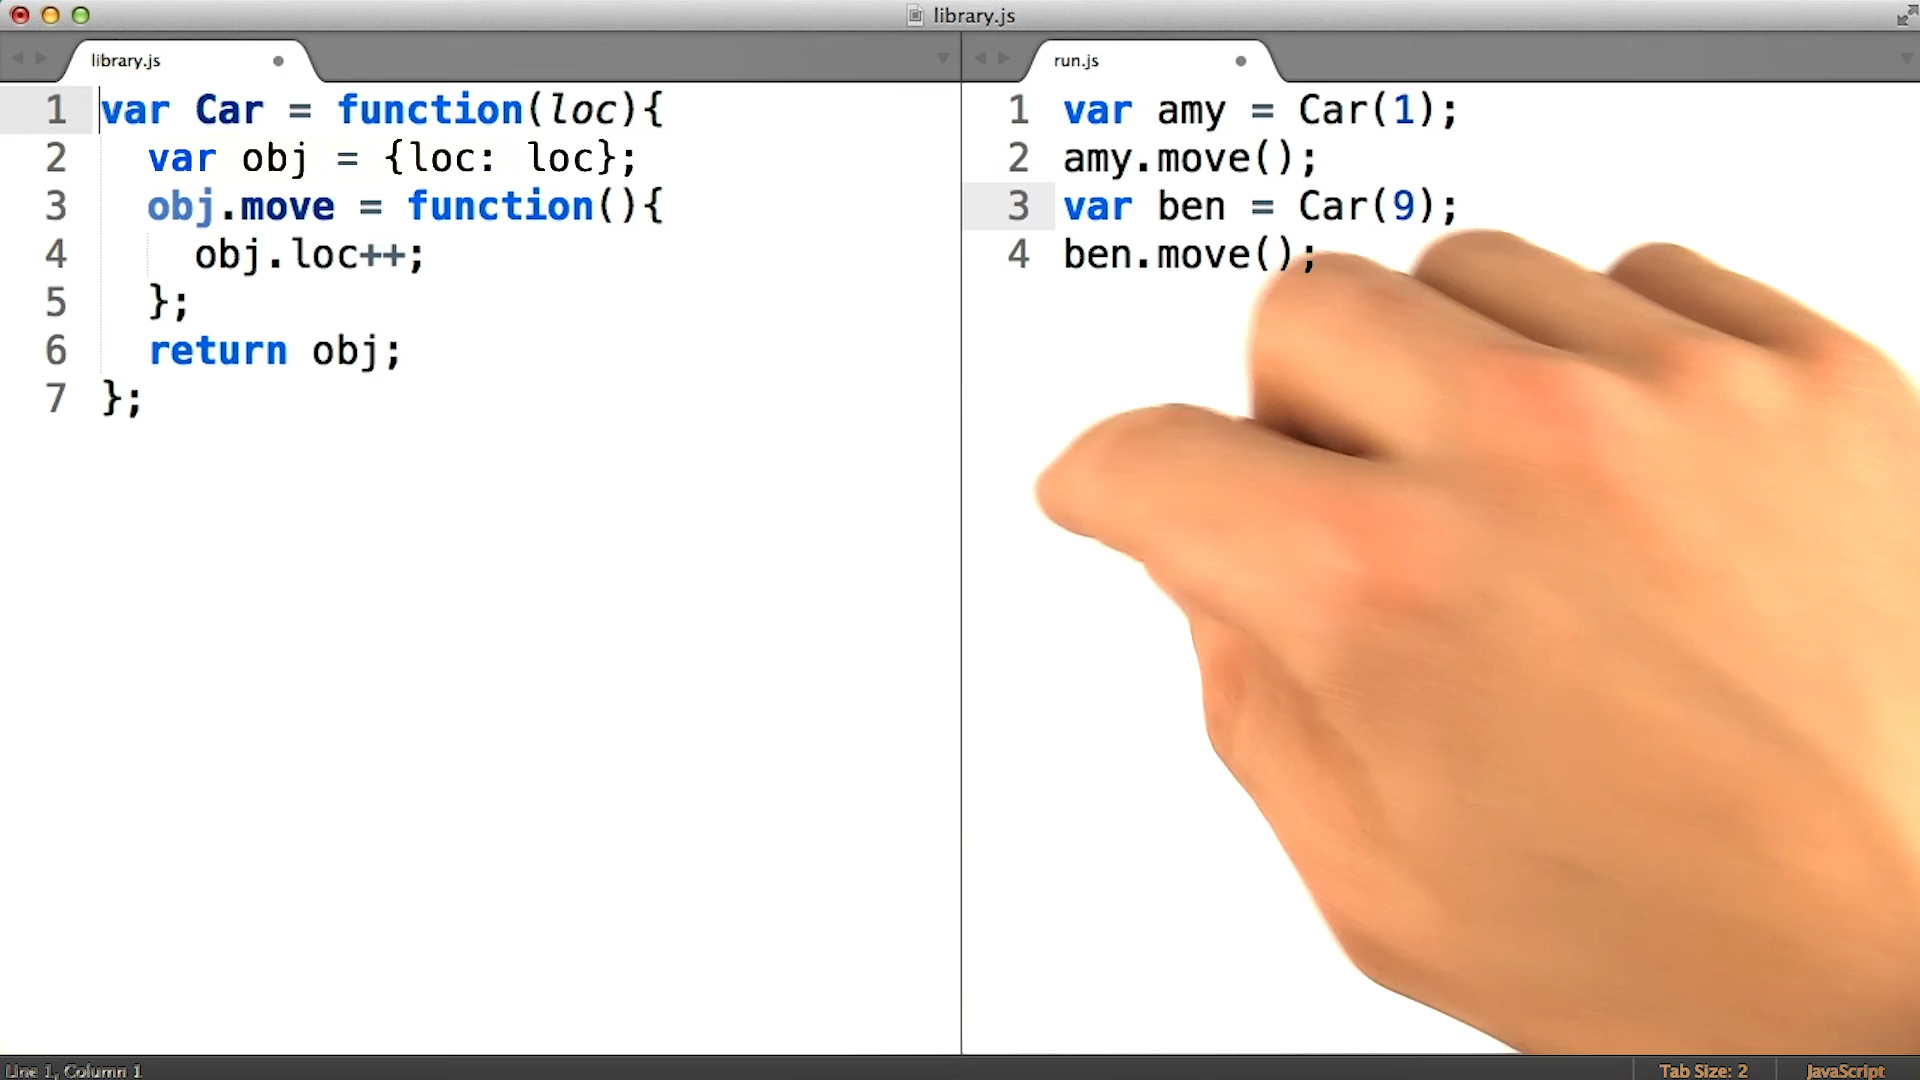 library.js
library.js
1 var Car = function(loc){
2 var obj = {loc: loc};
3 obj.move = function(){
4 obj.loc++;
5 };
6 return obj;
7 };
run.js
1 var amy = Car(1);
2 amy.move();
3 var ben = Car(9);
4 ben.move();
Line 1, Column 1
Tab Size: 2
JavaScript